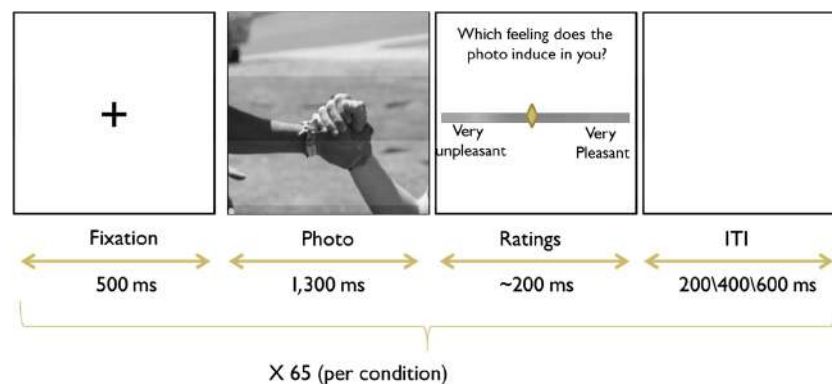 +
Which feeling does the
photo induce in you?
Very
unpleasant
Very
Pleasant
Fixation
Photo
Ratings
ITI
500 ms
1,300 ms
~200 ms
200\400\600 ms
X 65 (per condition)